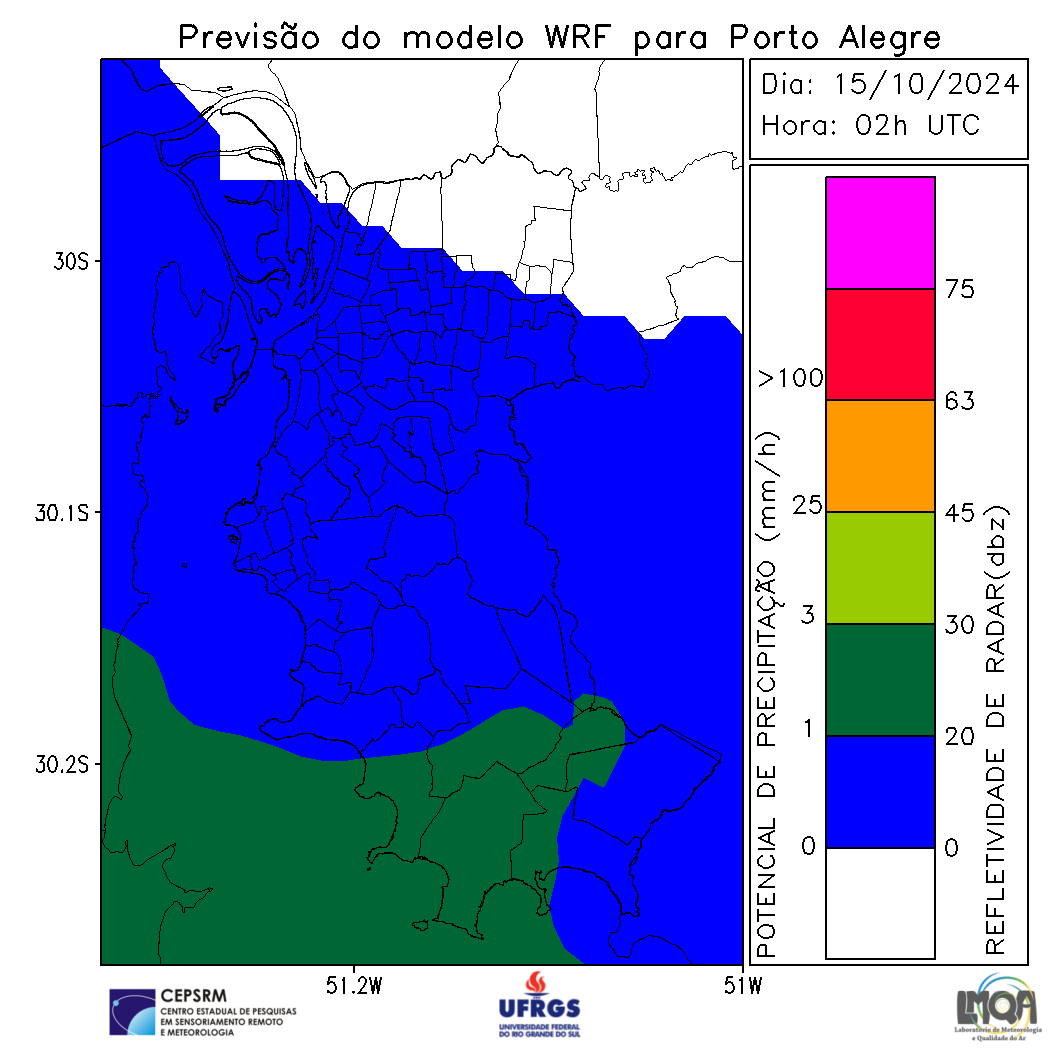 Previsão do modelo WRF para Porto Alegre
Dia: 15/10/2024
Hora: 02h UTC
30S
30.1S
30.2S
51.2W
51W
POTENCIAL DE PRECIPITAÇÃO (mm/h)
>100
25
3
1
0
75
63
45
30
20
0
REFLETIVIDADE DE RADAR(dbz)
CEPSRM
CENTRO ESTADUAL DE PESQUISAS
EM SENSORIAMENTO REMOTO
E METEOROLOGIA
UFRGS
UNIVERSIDADE FEDERAL
DO RIO GRANDE DO SUL
LMQA
Laboratório de Meteorologia
e Qualidade do Ar